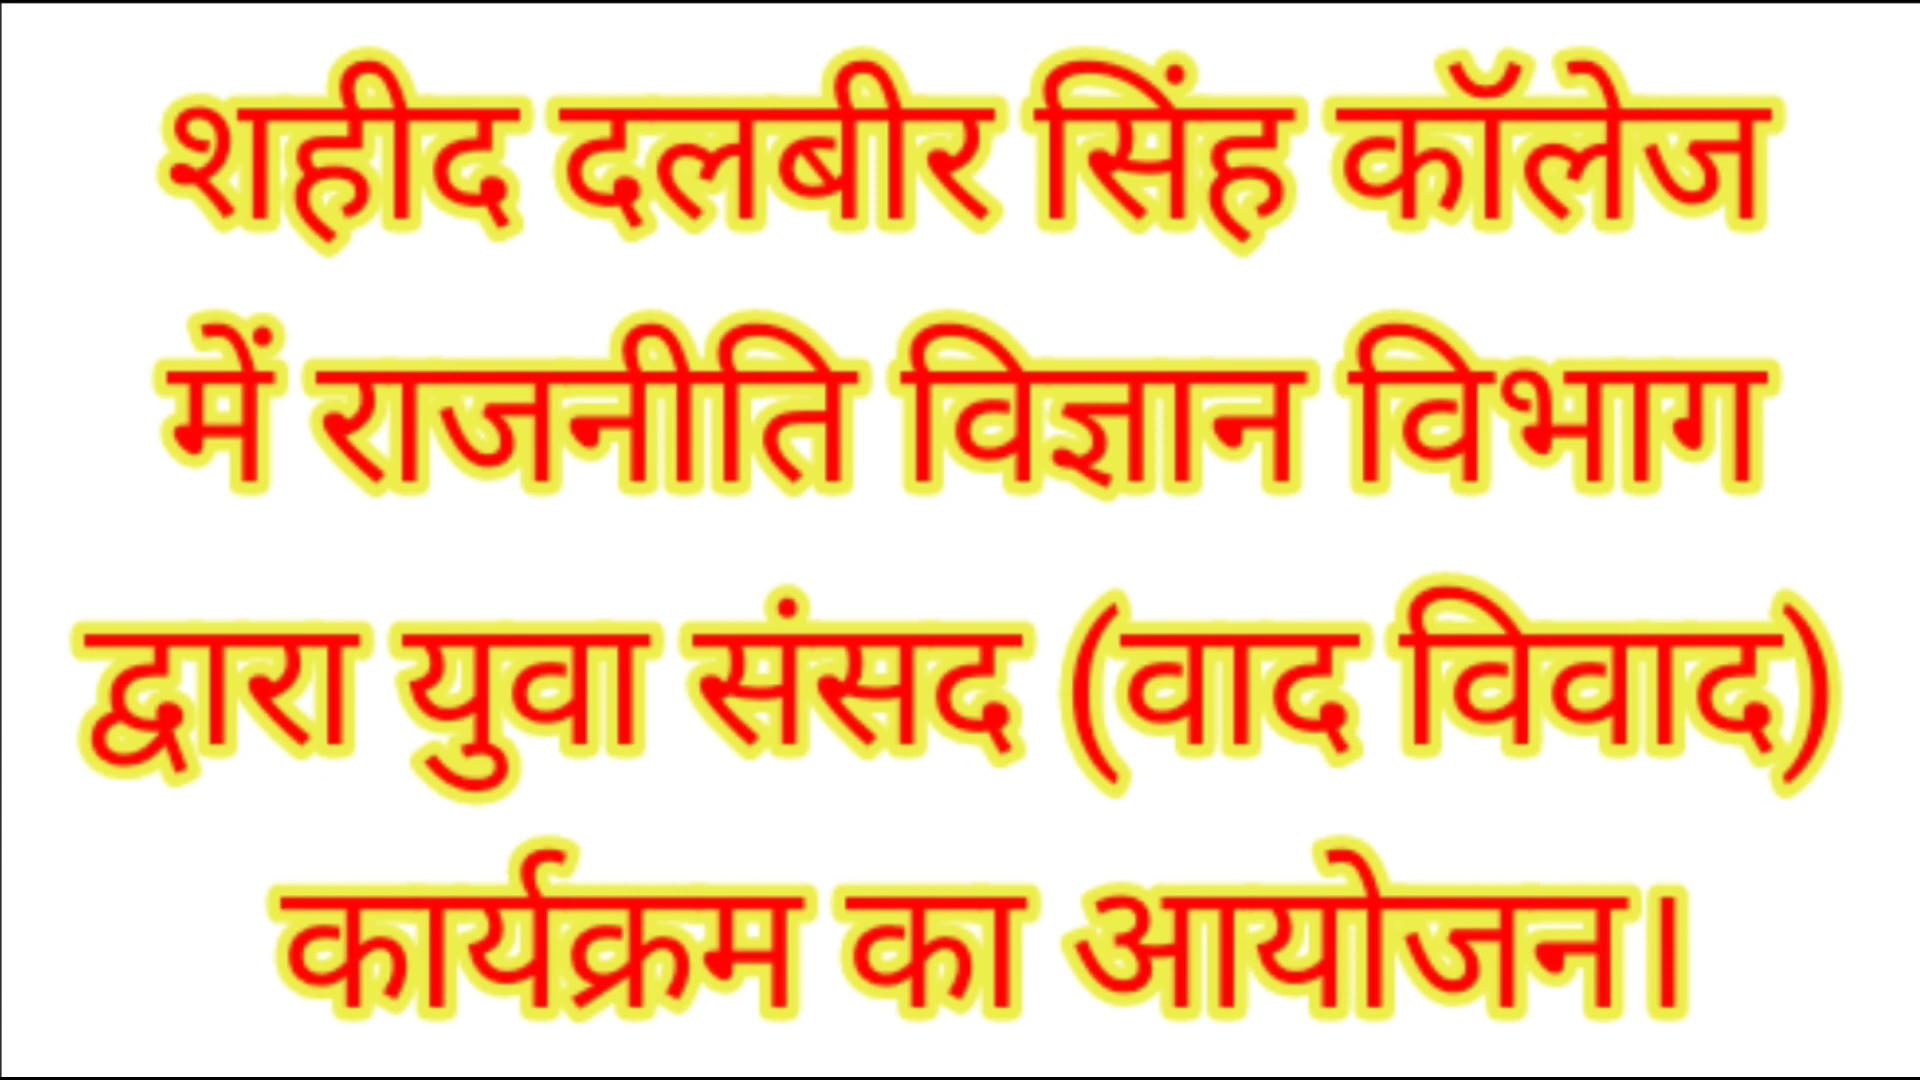 शहीद दलबीर सिंह कॉलेज
में राजनीति विज्ञान विभाग
द्वारा युवा संसद (वाद विवाद)
कार्यक्रम का आयोजन।